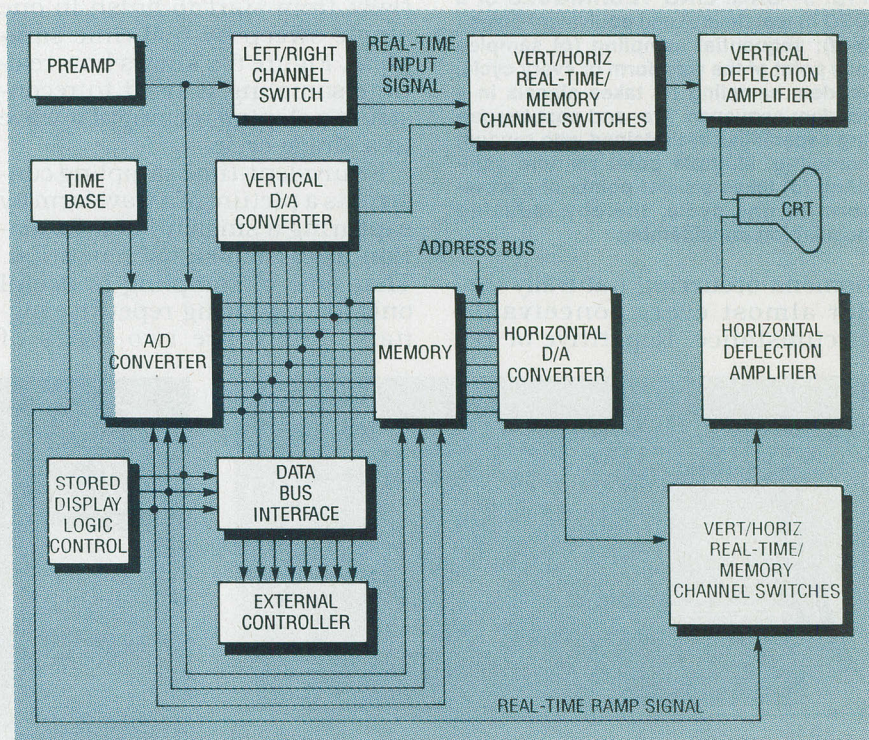 PREAMP
LEFT/RIGHT
CHANNEL
SWITCH
REAL-TIME
INPUT
SIGNAL
VERT/HORIZ
REAL-TIME/
MEMORY
CHANNEL SWITCHES
VERTICAL
DEFLECTION
AMPLIFIER
TIME
BASE
VERTICAL
D/A
CONVERTER
CRT
ADDRESS BUS
A/D
CONVERTER
MEMORY
HORIZONTAL
D/A
CONVERTER
HORIZONTAL
DEFLECTION
AMPLIFIER
STORED
DISPLAY
LOGIC
CONTROL
DATA
BUS
INTERFACE
VERT/HORIZ
REAL-TIME/
MEMORY
CHANNEL SWITCHES
EXTERNAL
CONTROLLER
REAL-TIME RAMP SIGNAL